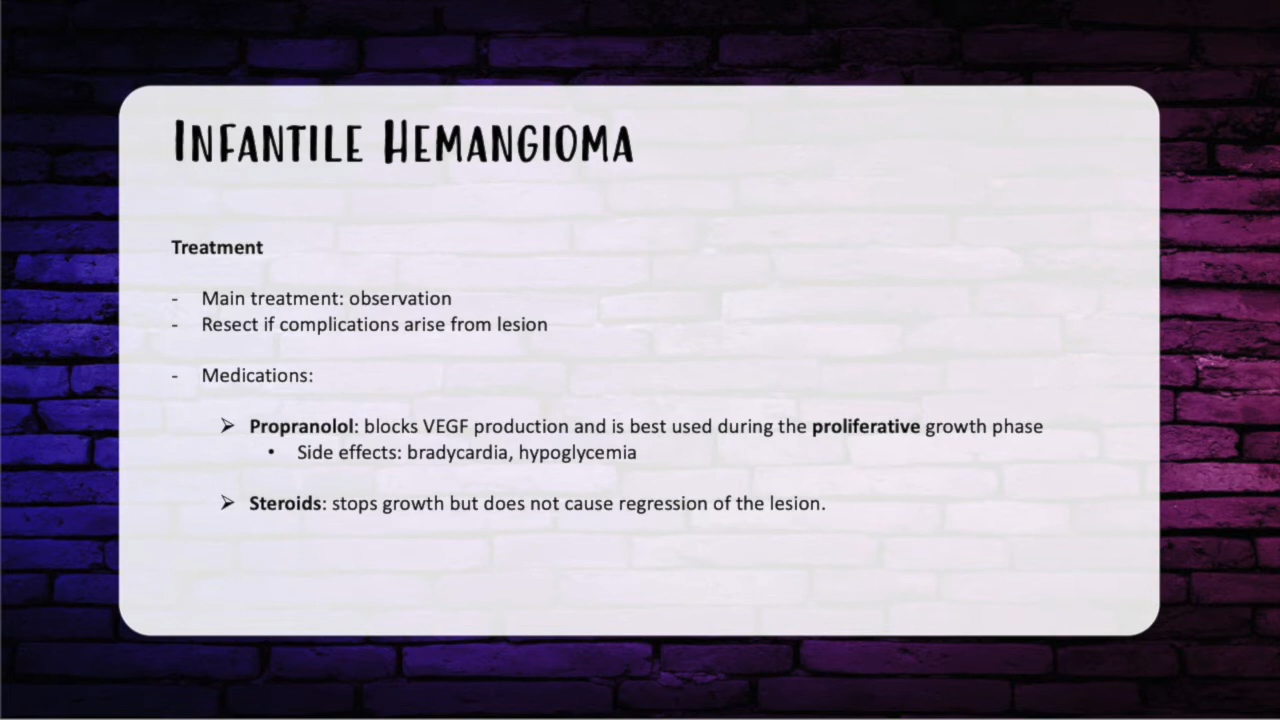 INFANTILE HEMANGIOMA
Treatment
- Main treatment: observation
- Resect if complications arise from lesion
- Medications:
➢ Propranolol: blocks VEGF production and is best used during the proliferative growth phase
• Side effects: bradycardia, hypoglycemia
➢ Steroids: stops growth but does not cause regression of the lesion.